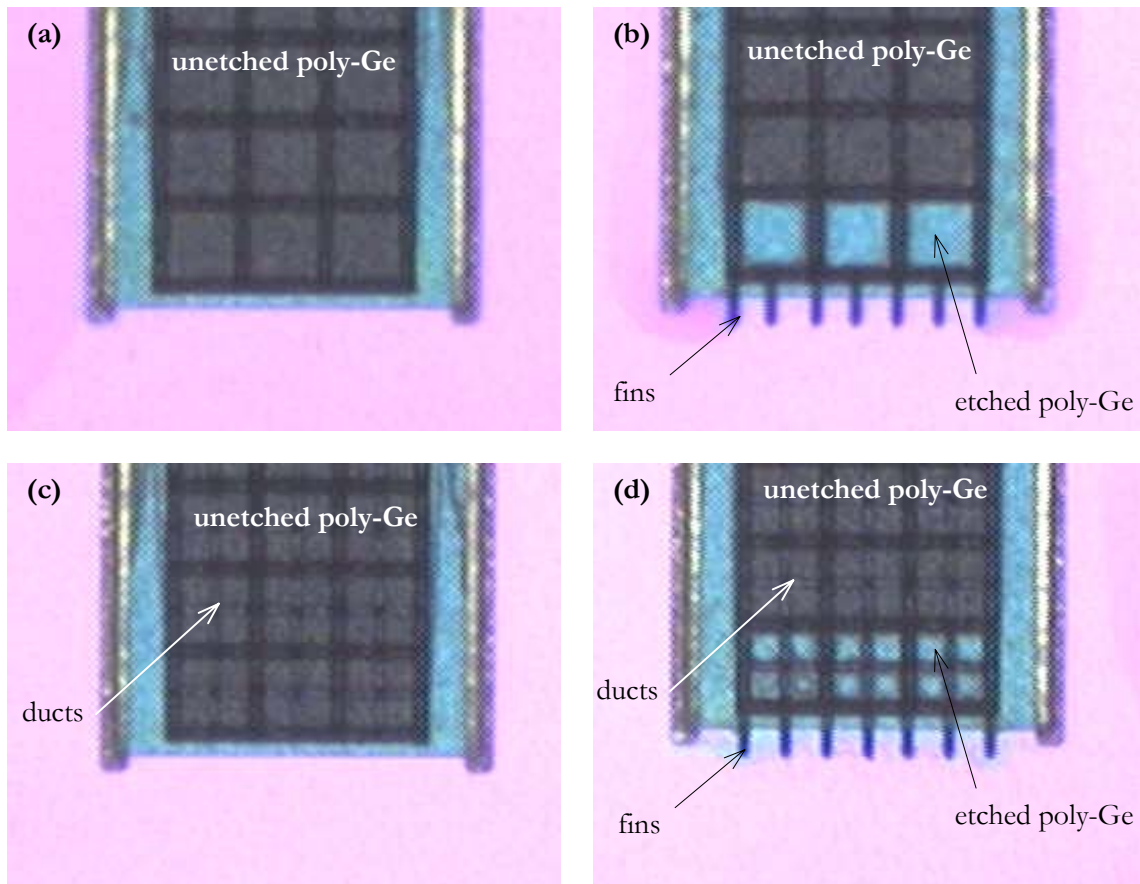 (a)
unetched poly-Ge
(b)
unetched poly-Ge
fins
etched poly-Ge
(c)
unetched poly-Ge
ducts
(d)
unetched poly-Ge
ducts
fins
etched poly-Ge